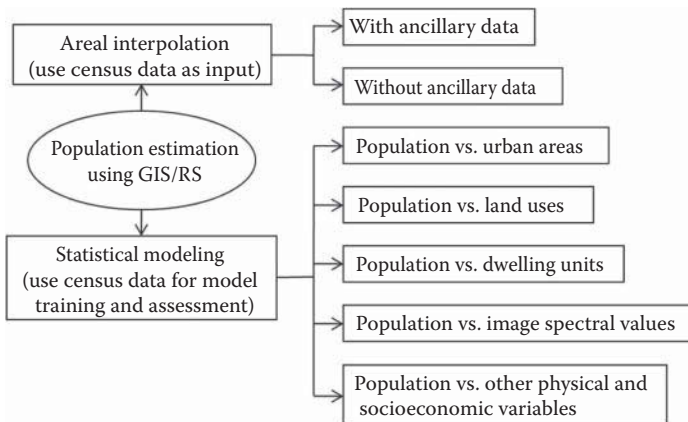 Areal interpolation
(use census data as input)
With ancillary data
Without ancillary data
Population estimation
using GIS/RS
Statistical modeling
(use census data for model
training and assessment)
Population vs. urban areas
Population vs. land uses
Population vs. dwelling units
Population vs. image spectral values
Population vs. other physical and
socioeconomic variables